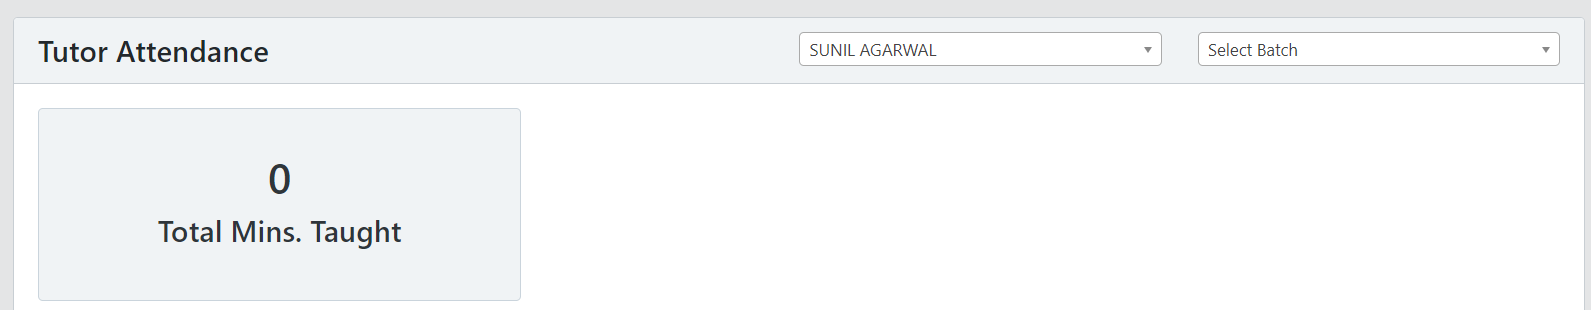 Tutor Attendance
SUNIL AGARWAL
Select Batch
0
Total Mins. Taught